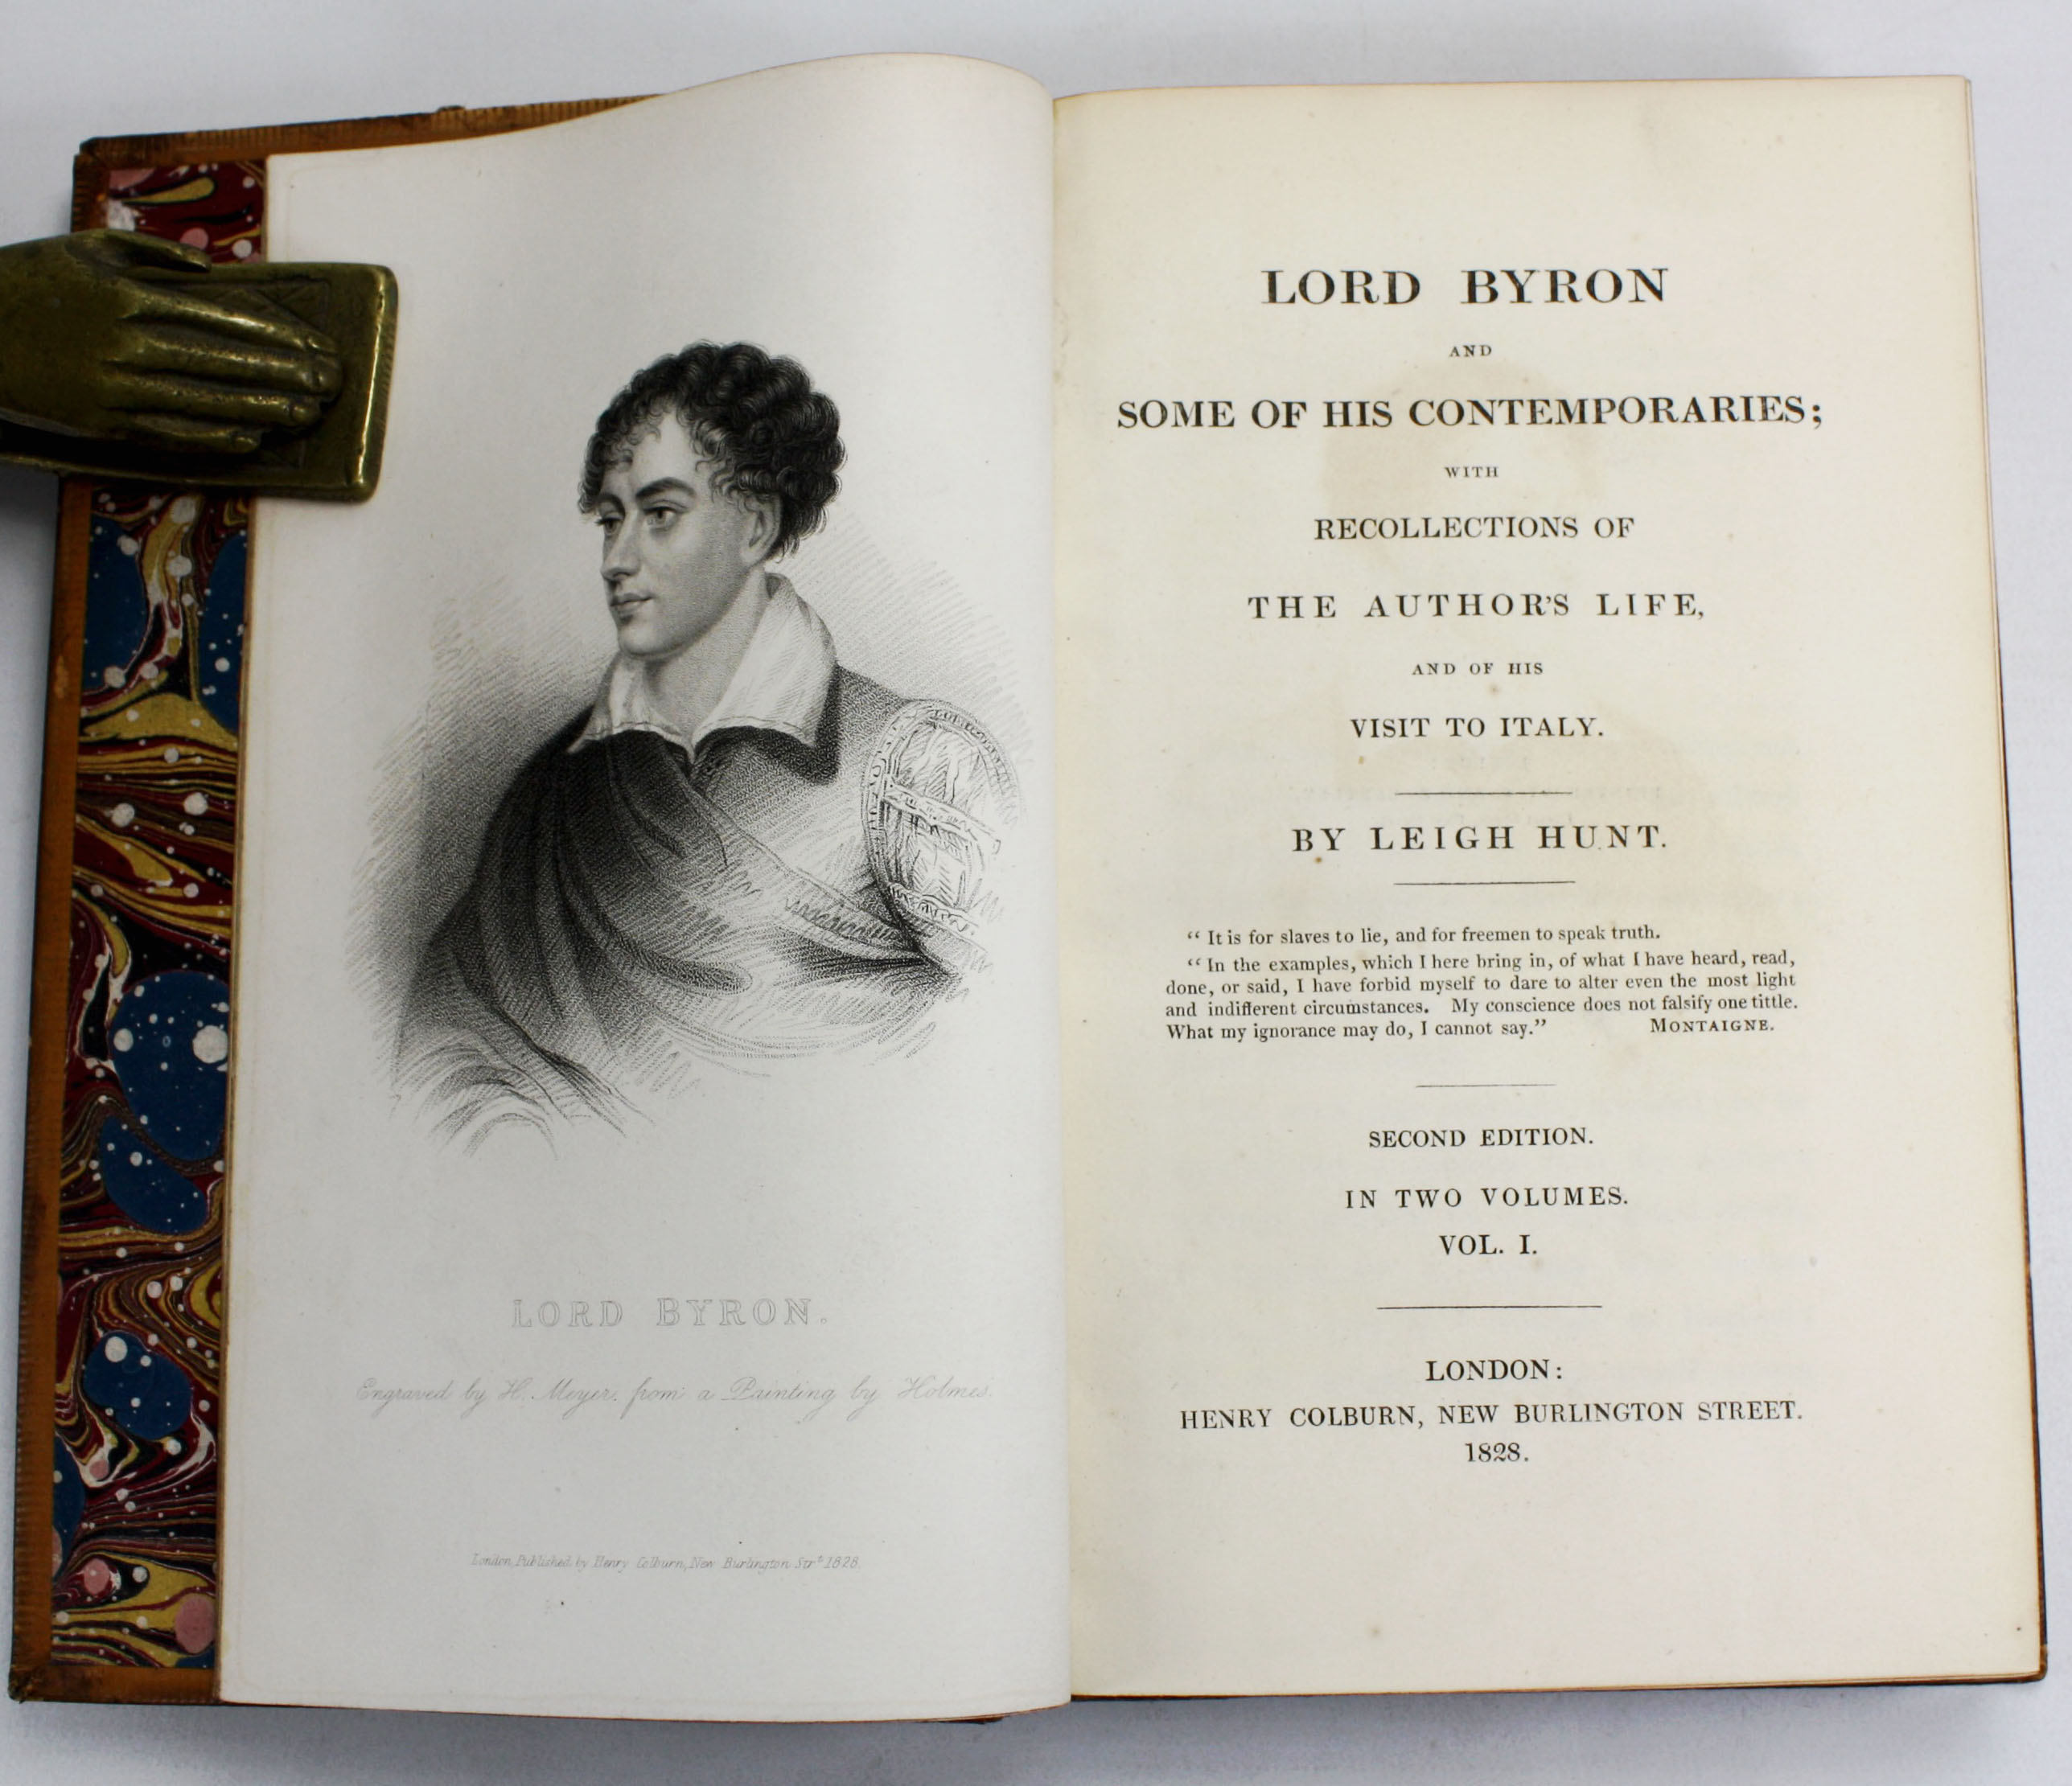 LORD BYRON.
Engraved by H. Meyer, from a Painting by Holmes.
London, Published by Henry Colburn, New Burlington Strt. 1828.
LORD BYRON
AND
SOME OF HIS CONTEMPORARIES;
WITH
RECOLLECTIONS OF
THE AUTHOR'S LIFE,
AND OF HIS
VISIT TO ITALY.
BY LEIGH HUNT.
“ It is for slaves to lie, and for freemen to speak truth.
“ In the examples, which I here bring in, of what I have heard, read,
done, or said, I have forbid myself to dare to alter even the most light
and indifferent circumstances. My conscience does not falsify one tittle.
What my ignorance may do, I cannot say.” MONTAIGNE.
SECOND EDITION.
IN TWO VOLUMES.
VOL. I.
LONDON:
HENRY COLBURN, NEW BURLINGTON STREET.
1828.